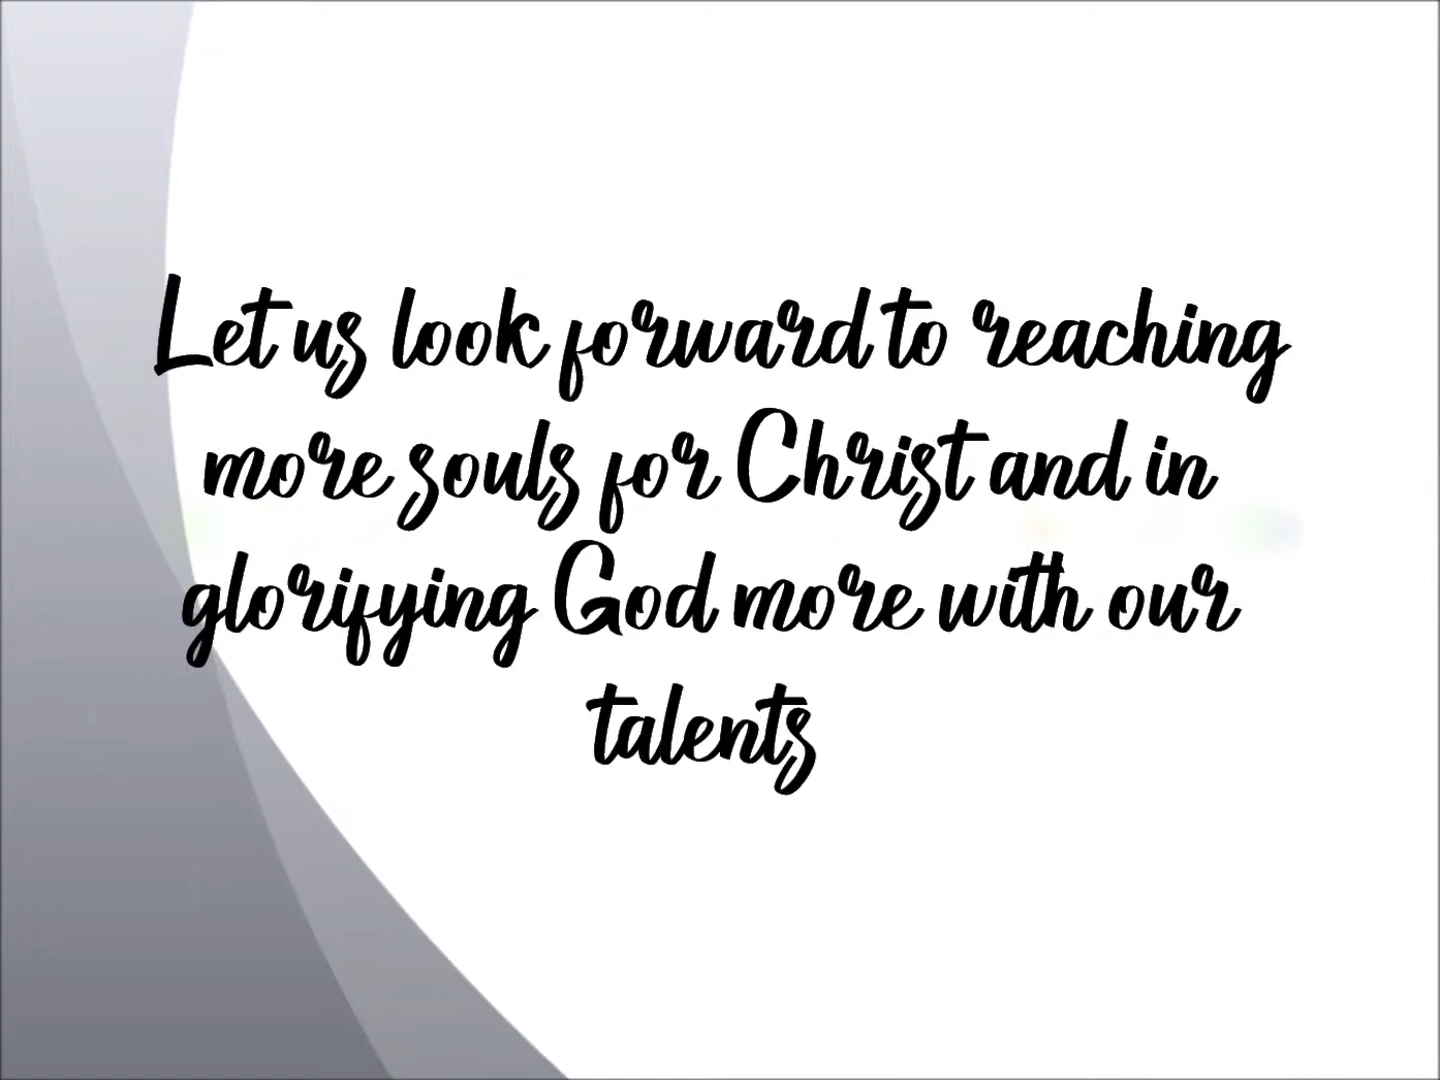 Let us look forward to reaching
more souls for Christ and in
glorifying God more with our
talents